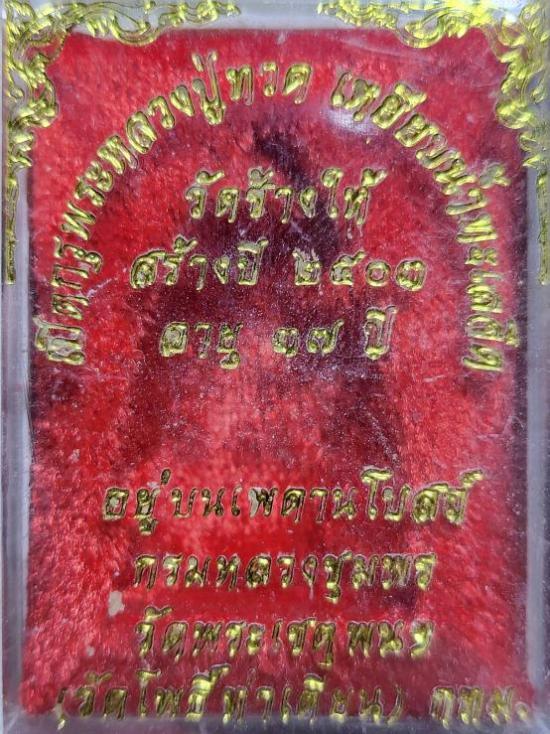 เปิดกรุพระหลวงปู่ทวด เหยียบน้ำทะเลจืด
วัดช้างให้
สร้างปี ๒๕๐๓
อายุ ๓๗ ปี
อยู่บนเพดานโบสถ์
กรมหลวงชุมพร
วัดพระเชตุพนฯ
(วัดโพธิ์ท่าเตียน) กทม.